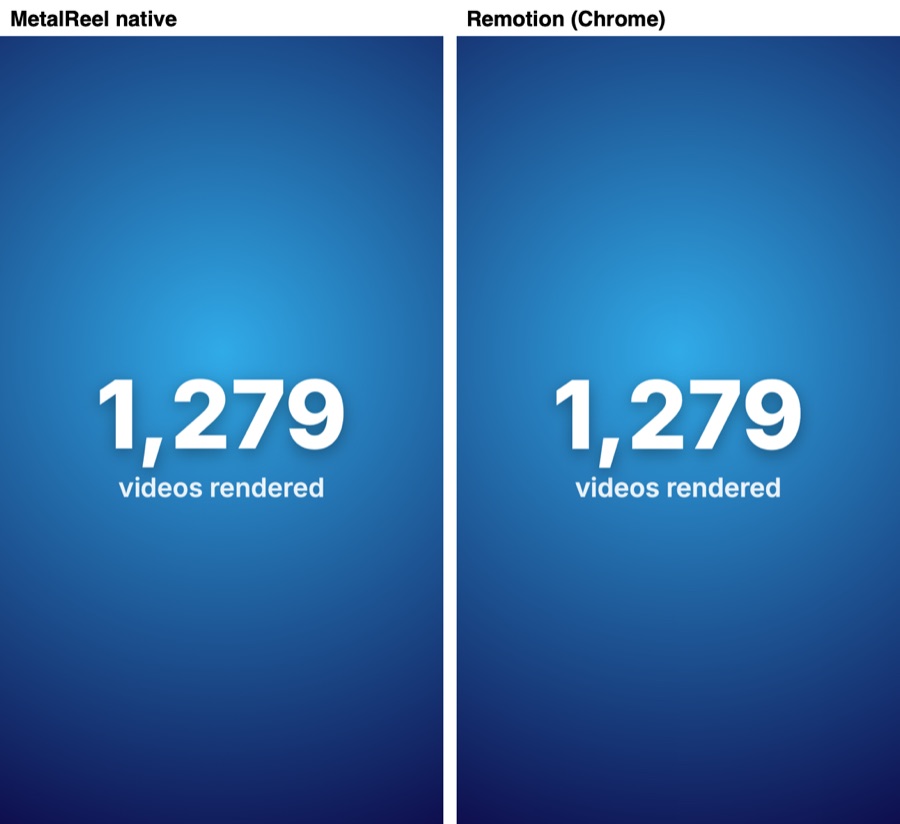 MetalReel native
Remotion (Chrome)
1,279
videos rendered
1,279
videos rendered